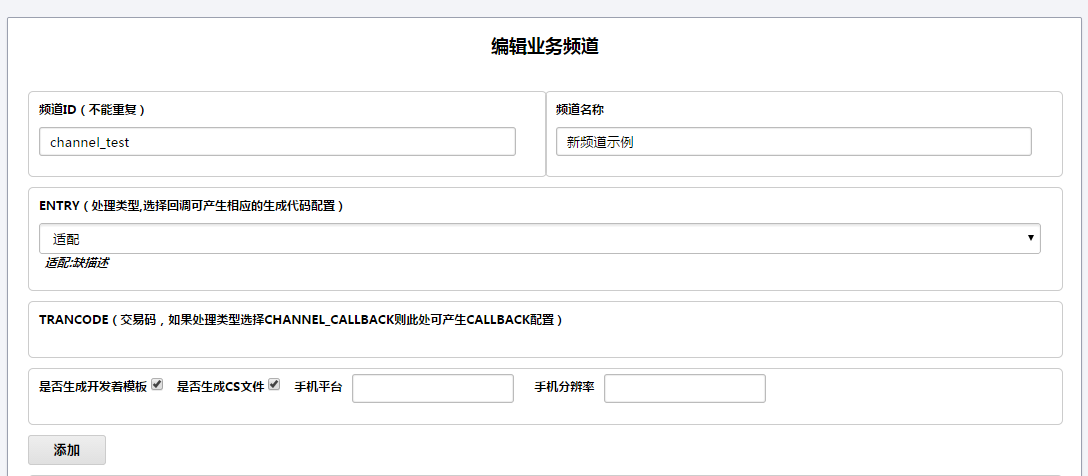 编辑业务频道
频道ID（不能重复）
频道名称
channel_test
新频道示例
ENTRY（处理类型,选择回调可产生相应的生成代码配置）
适配
适配:缺描述
TRANCODE（交易码，如果处理类型选择CHANNEL_CALLBACK则此处可产生CALLBACK配置）
是否生成开发着模板 是否生成CS文件 手机平台 手机分辨率
添加